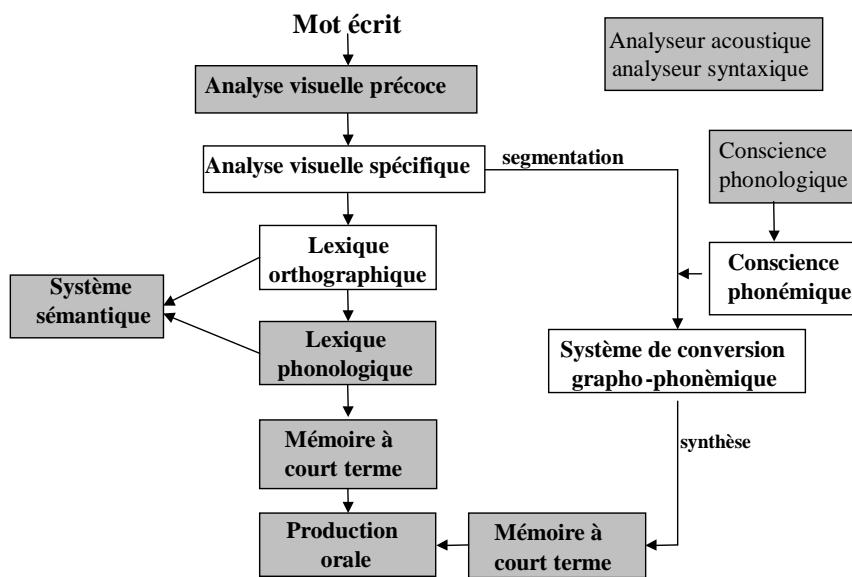 Mot écrit
Analyseur acoustique
analyseur syntaxique
Analyse visuelle précoce
Analyse visuelle spécifique
segmentation
Conscience
phonologique
Lexique
orthographique
Conscience
phonémique
Système
sémantique
Lexique
phonologique
Système de conversion
grapho-phonèmique
Mémoire à
court terme
synthèse
Production
orale
Mémoire à
court terme